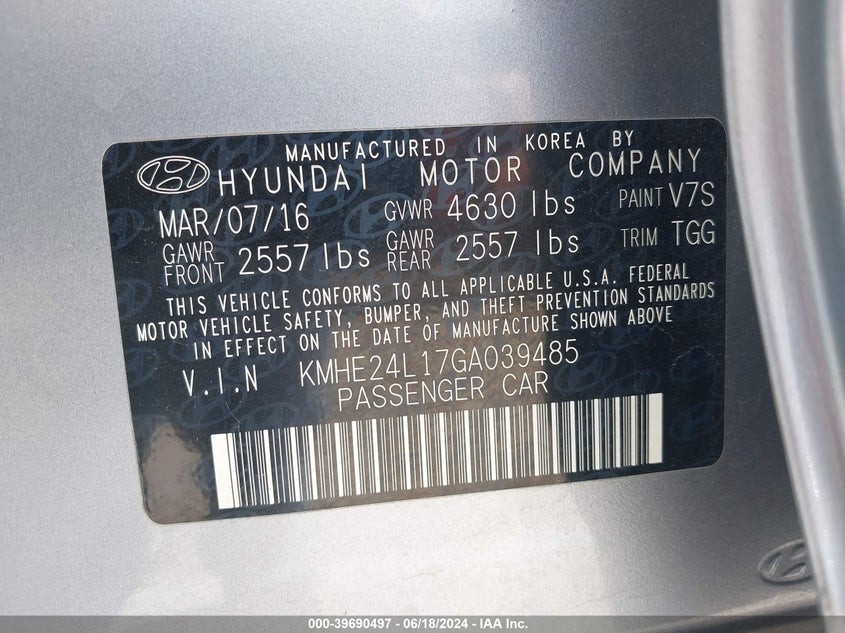 MANUFACTURED IN KOREA BY
HYUNDAI MOTOR COMPANY
MAR/07/16 GVWR 4630 lbs PAINT V7S
GAWR FRONT 2557 lbs GAWR REAR 2557 lbs TRIM TGG
THIS VEHICLE CONFORMS TO ALL APPLICABLE U.S.A. FEDERAL
MOTOR VEHICLE SAFETY, BUMPER, AND THEFT PREVENTION STANDARDS
IN EFFECT ON THE DATE OF MANUFACTURE SHOWN ABOVE
V.I.N KMHE24L17GA039485
PASSENGER CAR
000-39690497 - 06/18/2024 - IAA Inc.